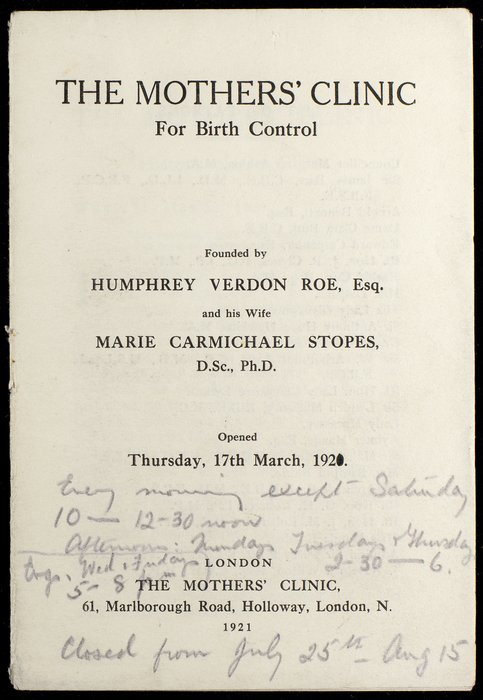 THE MOTHERS' CLINIC
For Birth Control
Founded by
HUMPHREY VERDON ROE, Esq.
and his Wife
MARIE CARMICHAEL STOPES,
D.Sc., Ph.D.
Opened
Thursday, 17th March, 1921.
Every morning except Saturday
10 — 12-30 noon
Afternoons: Mondays Tuesdays & Thursday
2-30 — 6.
Evgs. Wed. & Fridays
5 - 8 p.m.
LONDON
THE MOTHERS' CLINIC,
61, Marlborough Road, Holloway, London, N.
1921
Closed from July 25th Aug 15